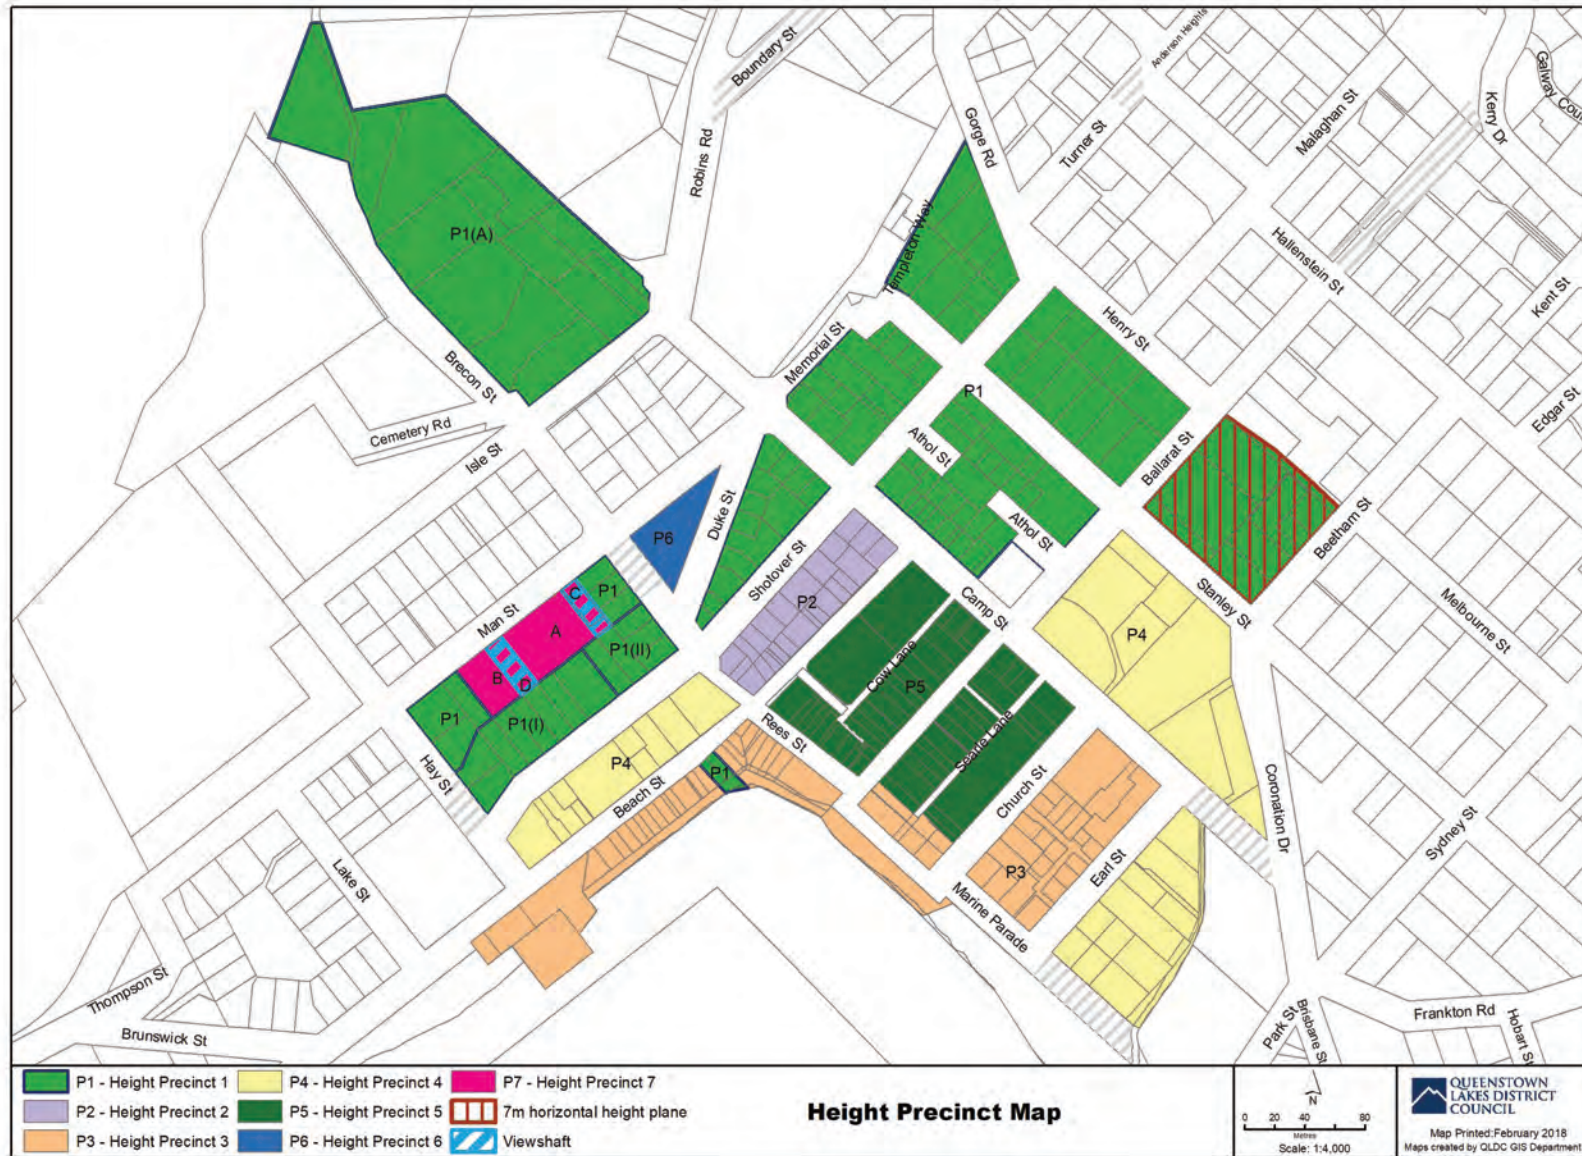 Boundary St
Anderson Heights
Galway Cou
Kerry Dr
Malaghan St
Gorge Rd
Turner St
Robins Rd
P1(A)
Templeton Way
Hallenstein St
Kent St
Henry St
Memorial St
Brecon St
P1
Edgar St
Cemetery Rd
Isle St
Athol St
Ballarat St
Duke St
Athol St
Beetham St
P6
Shotover St
Stanley St
Melbourne St
Man St
C
P1
P2
Camp St
A
P4
P1(II)
Cow Lane
B
D
P5
P1
P1(I)
Rees St
Searle Lane
Hay St
P4
P1
Beach St
Church St
Coronation Dr
Sydney St
Lake St
P3
Earl St
Marine Parade
Thompson St
Brunswick St
Park St
Brisbane St
Frankton Rd
Hobart St
P1 - Height Precinct 1
P4 - Height Precinct 4
P7 - Height Precinct 7
P2 - Height Precinct 2
P5 - Height Precinct 5
7m horizontal height plane
P3 - Height Precinct 3
P6 - Height Precinct 6
Viewshaft
Height Precinct Map
N
0 20 40 80
Metres
Scale: 1:4,000
QUEENSTOWN
LAKES DISTRICT
COUNCIL
Map Printed:February 2018
Maps created by QLDC GIS Department